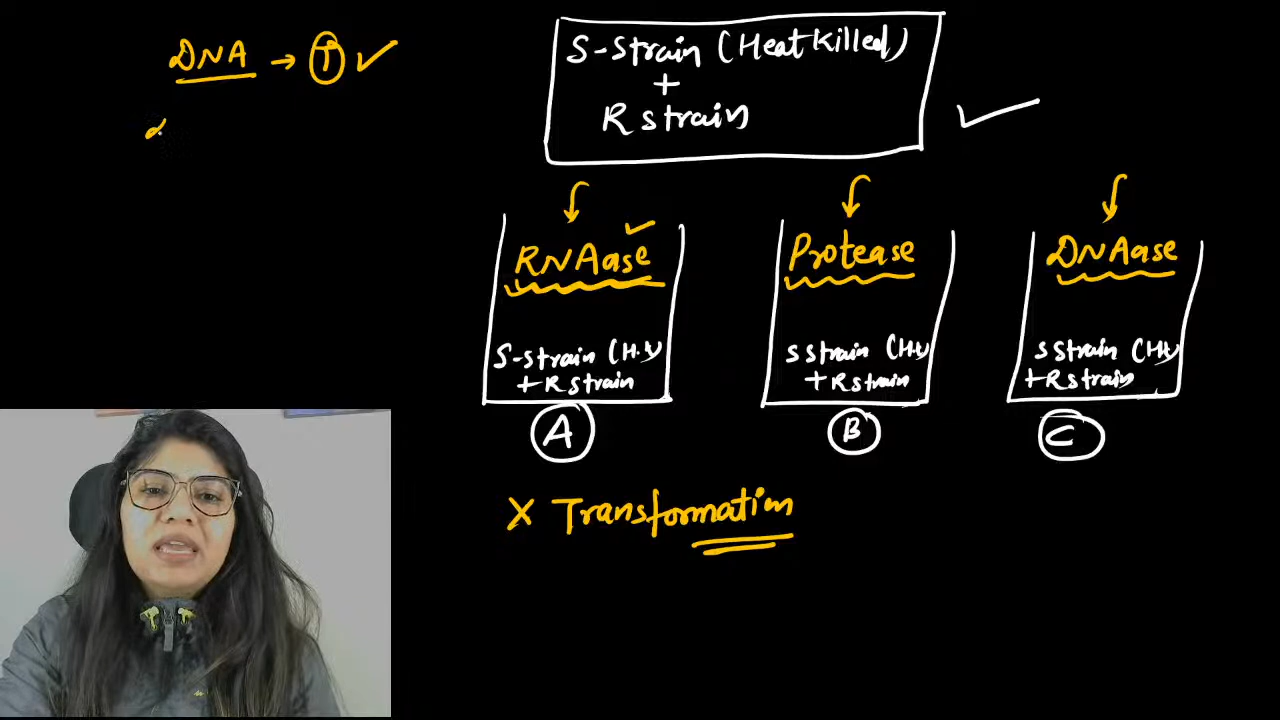 DNA → T ✓
S-Strain (Heat Killed)
+
R strain
RNAase
S-strain (H.K)
+ R strain
A
Protease
S Strain (H.K)
+ R strain
B
DNAase
S Strain (H.K)
+ R strain
C
X Transformation